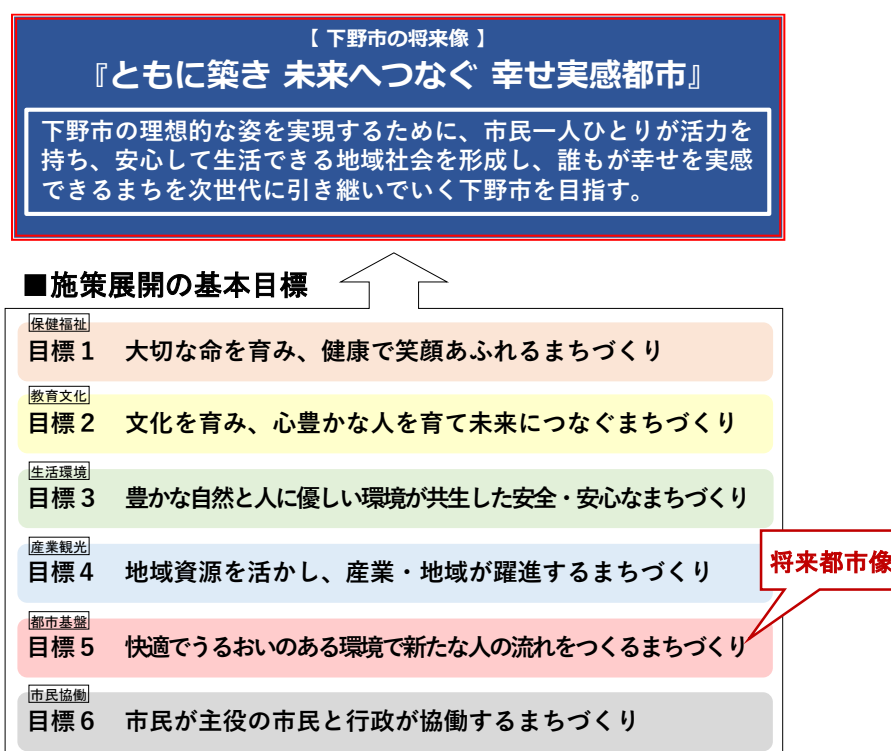 【 下野市の将来像 】
『ともに築き 未来へつなぐ 幸せ実感都市』
下野市の理想的な姿を実現するために、市民一人ひとりが活力を
持ち、安心して生活できる地域社会を形成し、誰もが幸せを実感
できるまちを次世代に引き継いでいく下野市を目指す。
■施策展開の基本目標
保健福祉
目標１ 大切な命を育み、健康で笑顔あふれるまちづくり
教育文化
目標２ 文化を育み、心豊かな人を育て未来につなぐまちづくり
生活環境
目標３ 豊かな自然と人に優しい環境が共生した安全・安心なまちづくり
産業観光
目標４ 地域資源を活かし、産業・地域が躍進するまちづくり
将来都市像
都市基盤
目標５ 快適でうるおいのある環境で新たな人の流れをつくるまちづくり
市民協働
目標６ 市民が主役の市民と行政が協働するまちづくり